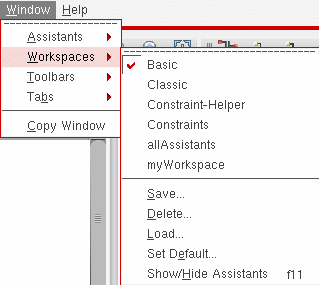 Window Help
Assistants
Workspaces
Toolbars
Tabs
Copy Window
Basic
Classic
Constraint-Helper
Constraints
allAssistants
myWorkspace
Save...
Delete...
Load...
Set Default...
Show/Hide Assistants f11